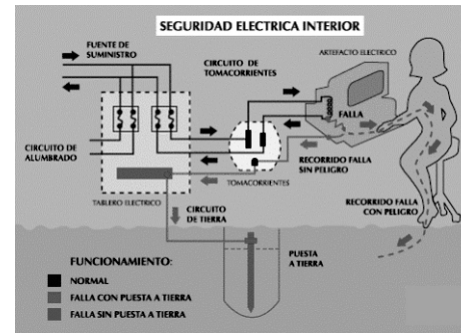 SEGURIDAD ELECTRICA INTERIOR
FUENTE DE
SUMINISTRO
CIRCUITO DE
TOMACORRIENTES
ARTEFACTO ELECTRICO
FALLA
CIRCUITO DE
ALUMBRADO
RECORRIDO FALLA
SIN PELIGRO
TABLERO ELECTRICO
TOMACORRIENTES
CIRCUITO
DE TIERRA
RECORRIDO FALLA
CON PELIGRO
PUESTA
A TIERRA
FUNCIONAMIENTO:
NORMAL
FALLA CON PUESTA A TIERRA
FALLA SIN PUESTA A TIERRA